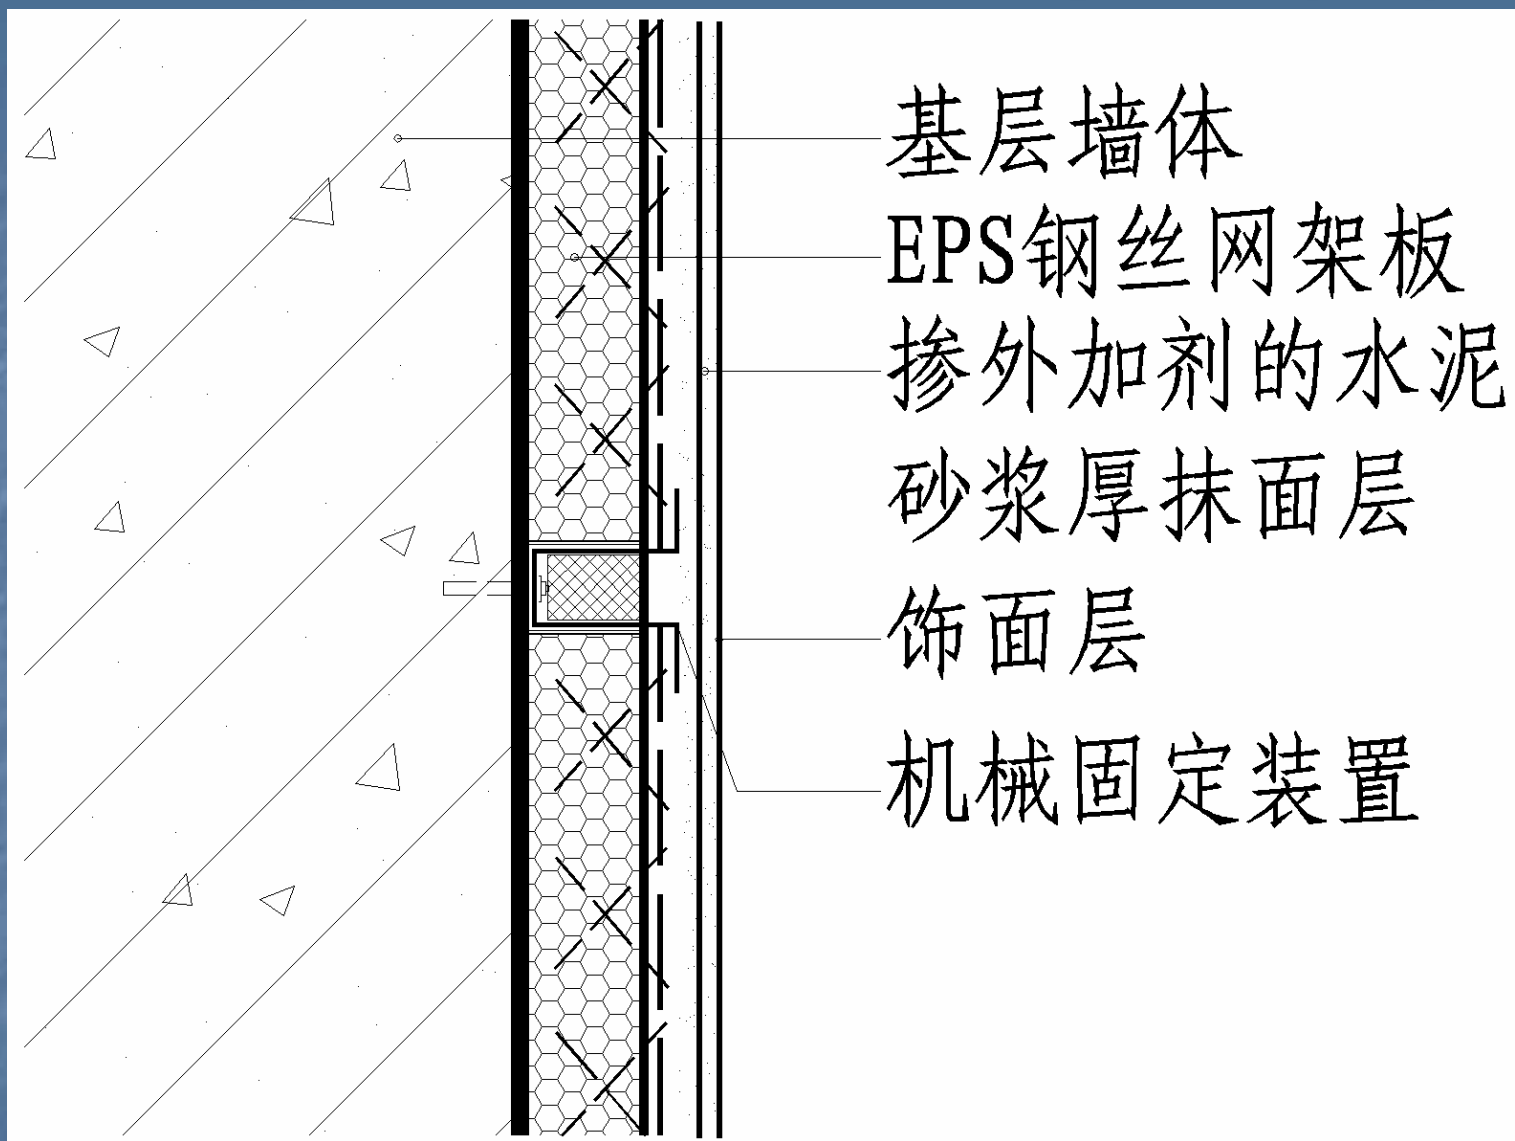 基层墙体
EPS钢丝网架板
掺外加剂的水泥
砂浆厚抹面层
饰面层
机械固定装置